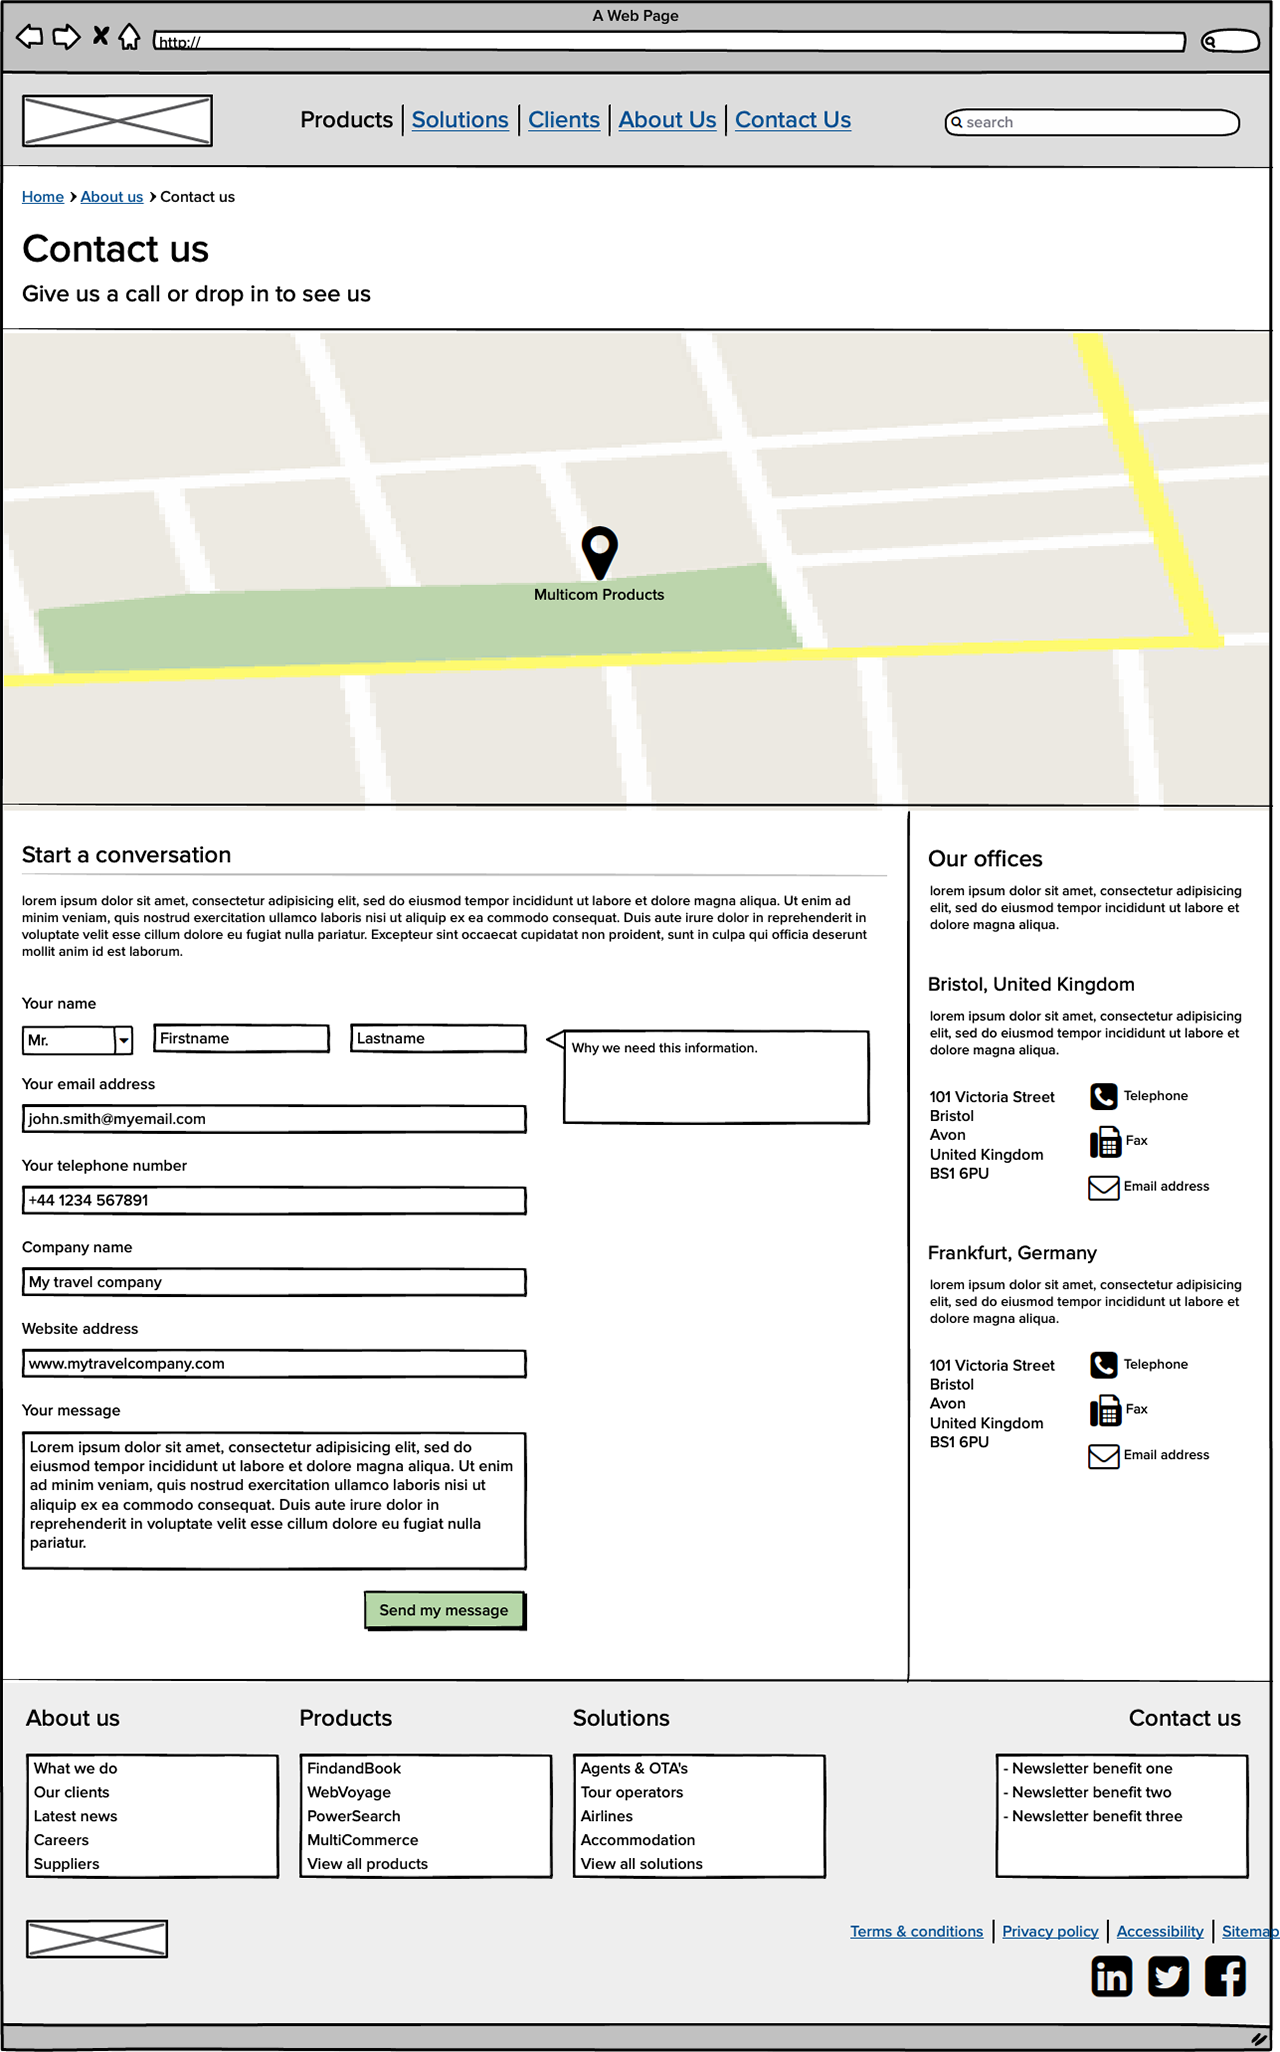 A Web Page
http://
Products Solutions Clients About Us Contact Us
search
Home About us Contact us
Contact us
Give us a call or drop in to see us
Multicom Products
Start a conversation
lorem ipsum dolor sit amet, consectetur adipisicing elit, sed do eiusmod tempor incididunt ut labore et dolore magna aliqua. Ut enim ad
minim veniam, quis nostrud exercitation ullamco laboris nisi ut aliquip ex ea commodo consequat. Duis aute irure dolor in reprehenderit in
voluptate velit esse cillum dolore eu fugiat nulla pariatur. Excepteur sint occaecat cupidatat non proident, sunt in culpa qui officia deserunt
mollit anim id est laborum.
Your name
Mr. Firstname Lastname
Why we need this information.
Your email address
john.smith@myemail.com
Your telephone number
+44 1234 567891
Company name
My travel company
Website address
www.mytravelcompany.com
Your message
Lorem ipsum dolor sit amet, consectetur adipisicing elit, sed do
eiusmod tempor incididunt ut labore et dolore magna aliqua. Ut enim
ad minim veniam, quis nostrud exercitation ullamco laboris nisi ut
aliquip ex ea commodo consequat. Duis aute irure dolor in
reprehenderit in voluptate velit esse cillum dolore eu fugiat nulla
pariatur.
Send my message
Our offices
lorem ipsum dolor sit amet, consectetur adipisicing
elit, sed do eiusmod tempor incididunt ut labore et
dolore magna aliqua.
Bristol, United Kingdom
lorem ipsum dolor sit amet, consectetur adipisicing
elit, sed do eiusmod tempor incididunt ut labore et
dolore magna aliqua.
101 Victoria Street
Bristol
Avon
United Kingdom
BS1 6PU
Telephone
Fax
Email address
Frankfurt, Germany
lorem ipsum dolor sit amet, consectetur adipisicing
elit, sed do eiusmod tempor incididunt ut labore et
dolore magna aliqua.
101 Victoria Street
Bristol
Avon
United Kingdom
BS1 6PU
Telephone
Fax
Email address
About us
What we do
Our clients
Latest news
Careers
Suppliers
Products
FindandBook
WebVoyage
PowerSearch
MultiCommerce
View all products
Solutions
Agents & OTA's
Tour operators
Airlines
Accommodation
View all solutions
Contact us
- Newsletter benefit one
- Newsletter benefit two
- Newsletter benefit three
Terms & conditions Privacy policy Accessibility Sitemap